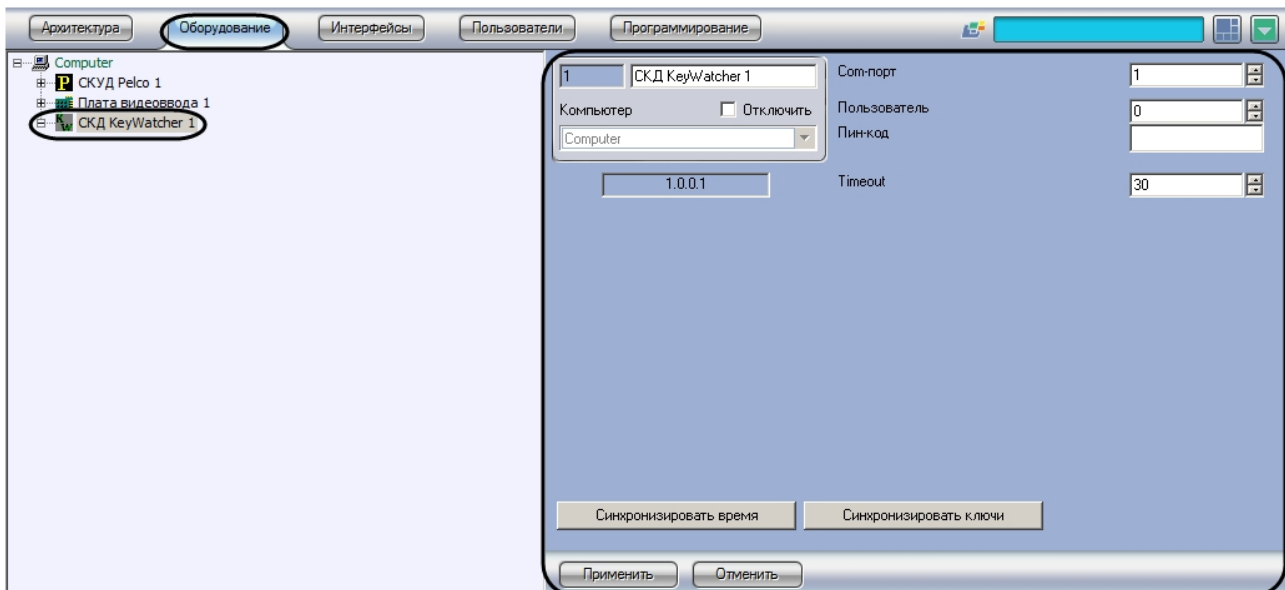 Архитектура Оборудование Интерфейсы Пользователи Программирование
Computer
P СКУД Pelco 1
Плата видеоввода 1
KW СКД KeyWatcher 1
1 СКД KeyWatcher 1
Компьютер Отключить
Computer
1.0.0.1
Com-порт 1
Пользователь 0
Пин-код
Timeout 30
Синхронизировать время Синхронизировать ключи
Применить Отменить